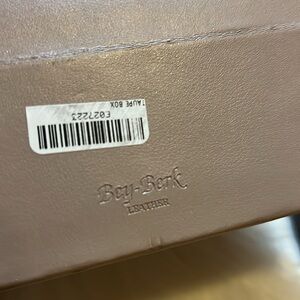 TAUPE BOX
E027223
Bey-Berk
LEATHER